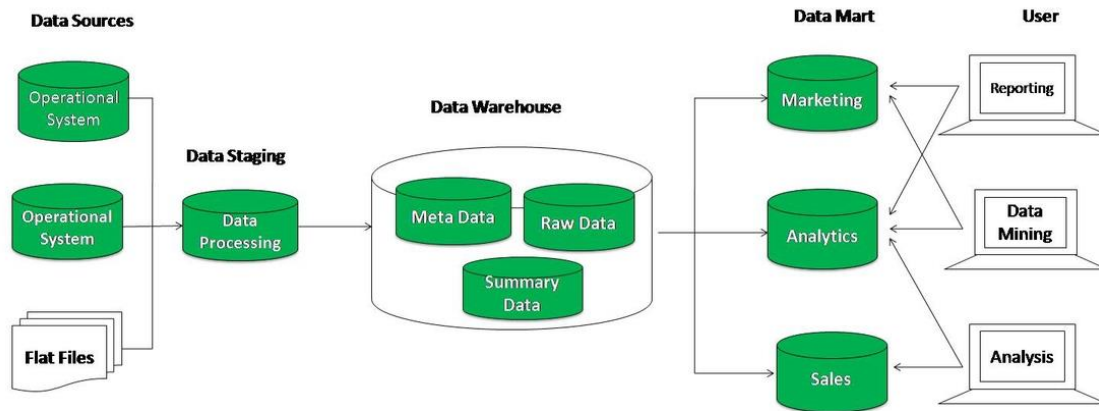 Data Sources
Data Mart
User
Operational
System
Marketing
Reporting
Data Warehouse
Data Staging
Operational
System
Data
Processing
Meta Data
Raw Data
Analytics
Data
Mining
Summary
Data
Flat Files
Sales
Analysis